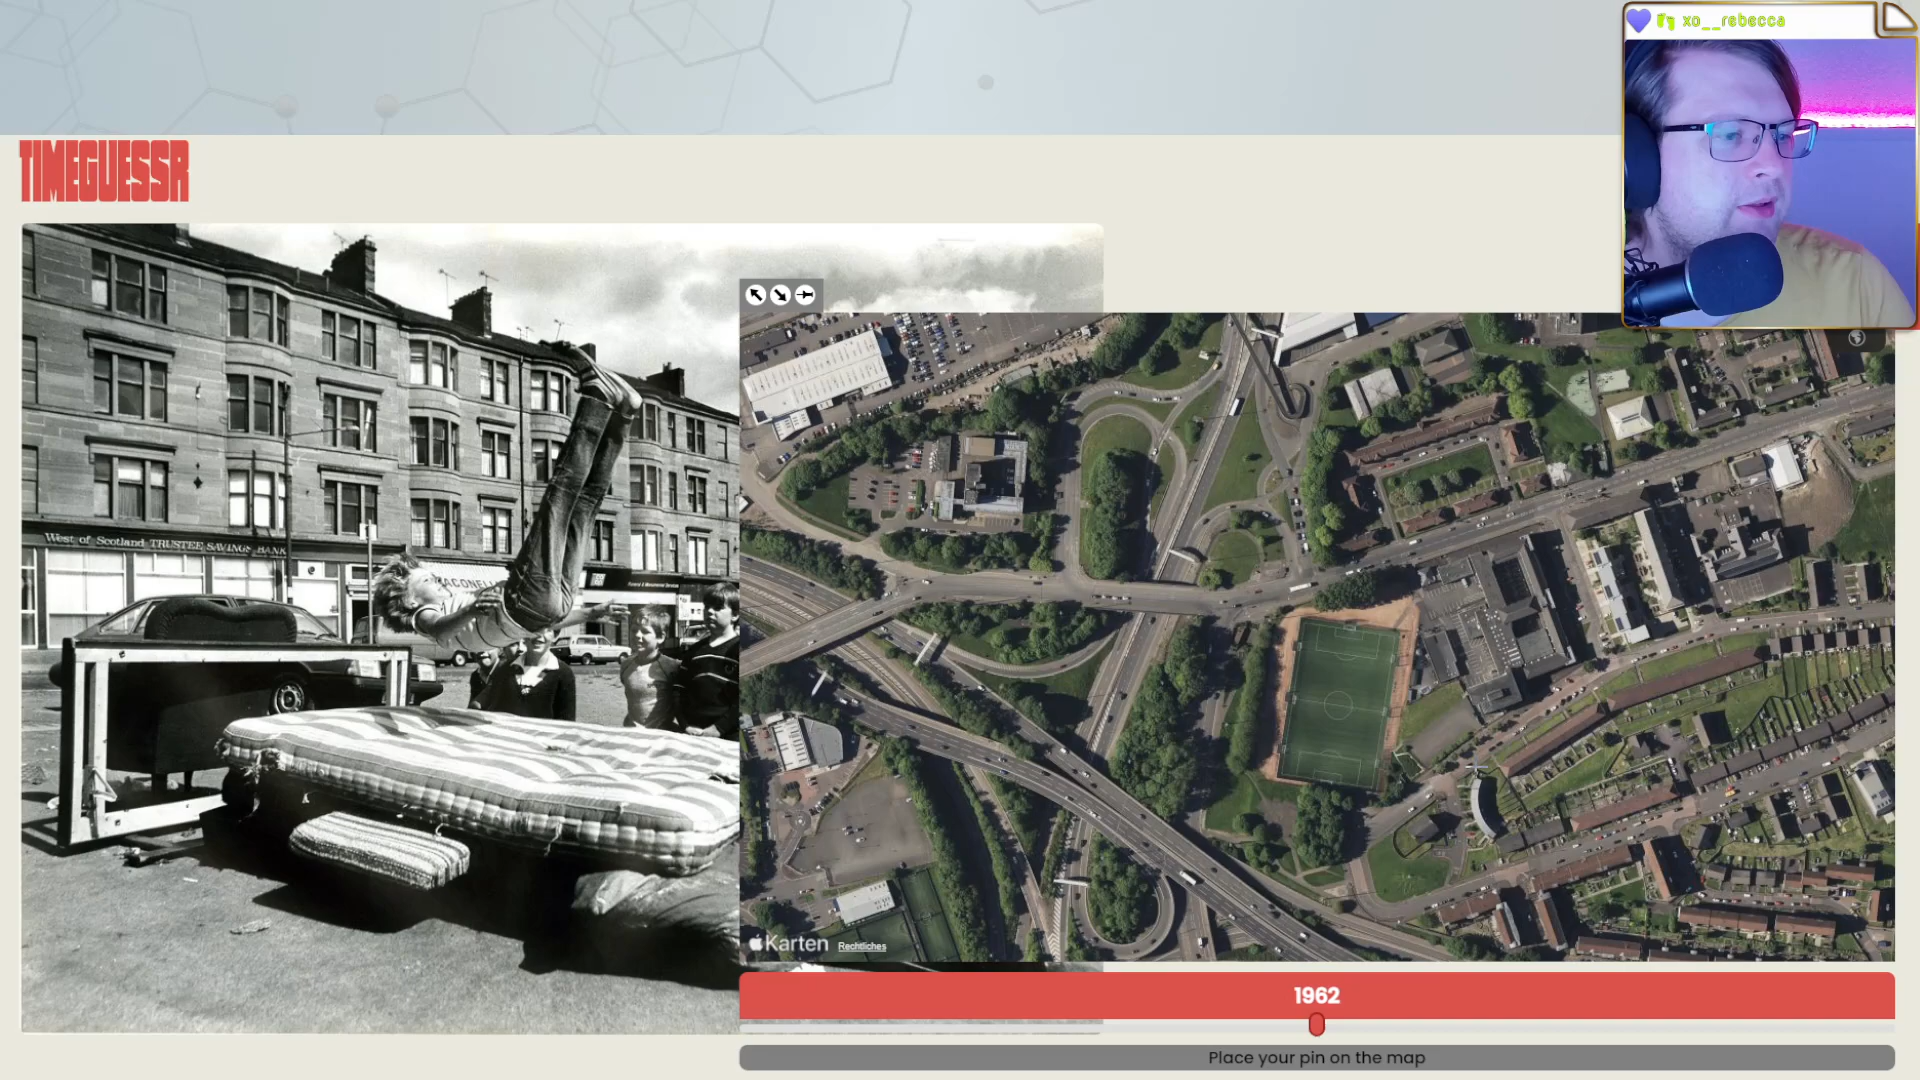 xo__rebecca
TIMEGUESSR
West of Scotland TRUSTEE SAVINGS BANK
Karten
Rechtliches
1962
Place your pin on the map